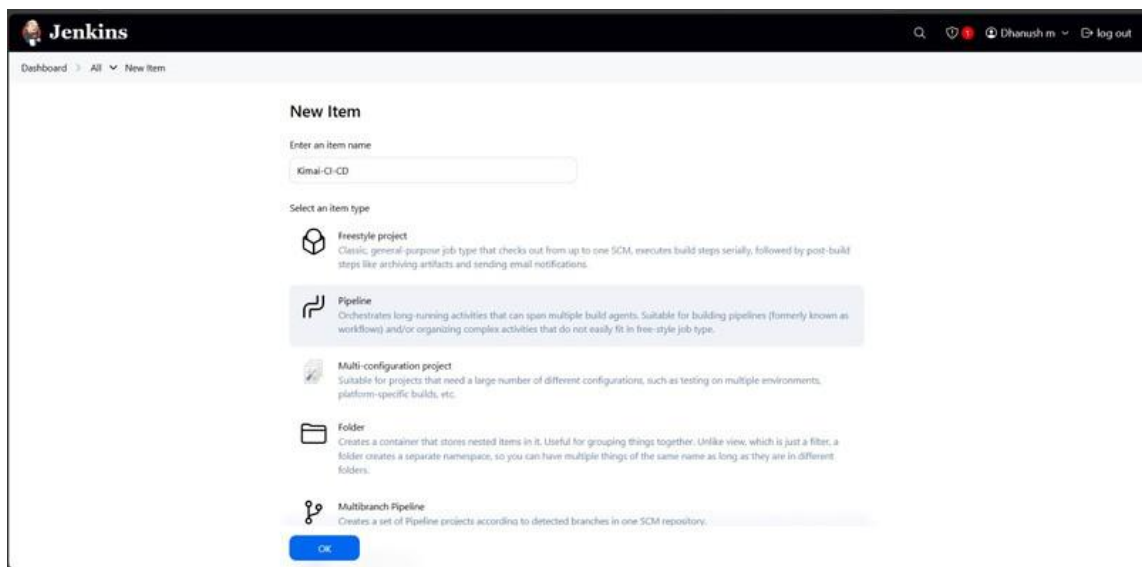 Jenkins
1
Dhanush m
log out
Dashboard
All
New Item
New Item
Enter an item name
Kimai-CI-CD
Select an item type
Freestyle project
Classic, general-purpose job type that checks out from up to one SCM, executes build steps serially, followed by post-build
steps like archiving artifacts and sending email notifications.
Pipeline
Orchestrates long-running activities that can span multiple build agents. Suitable for building pipelines (formerly known as
workflows) and/or organizing complex activities that do not easily fit in free-style job type.
Multi-configuration project
Suitable for projects that need a large number of different configurations, such as testing on multiple environments,
platform-specific builds, etc.
Folder
Creates a container that stores nested items in it. Useful for grouping things together. Unlike view, which is just a filter, a
folder creates a separate namespace, so you can have multiple things of the same name as long as they are in different
folders.
Multibranch Pipeline
Creates a set of Pipeline projects according to detected branches in one SCM repository.
OK